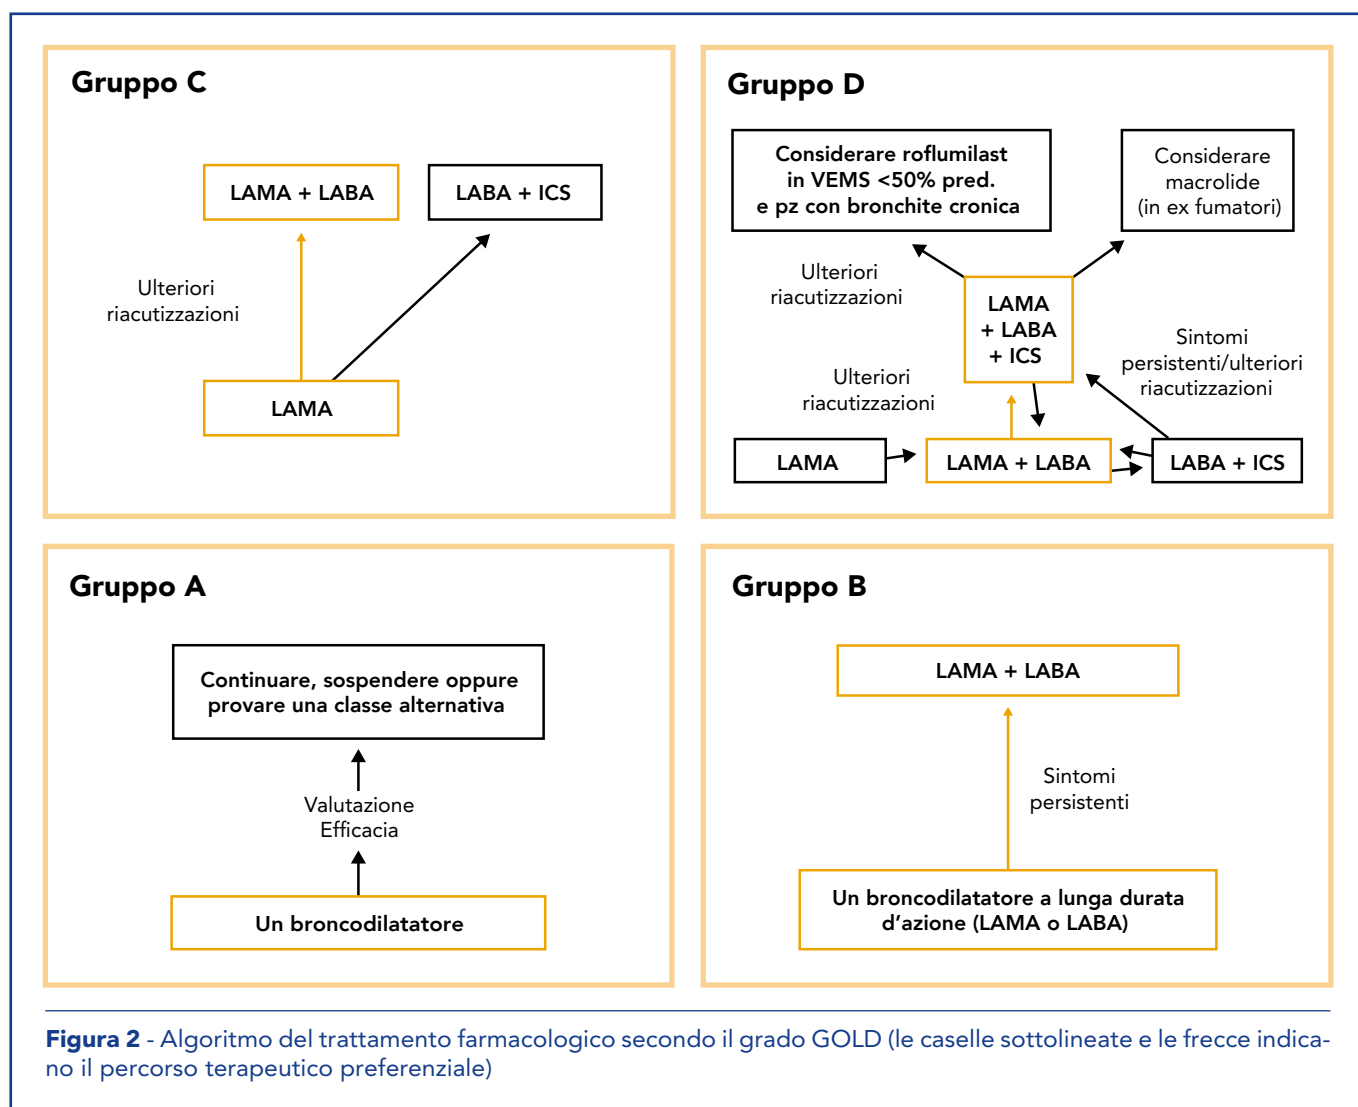 Gruppo C
LAMA + LABA
LABA + ICS
Ulteriori
riacutizzazioni
LAMA
Gruppo D
Considerare roflumilast
in VEMS <50% pred.
e pz con bronchite cronica
Considerare
macrolide
(in ex fumatori)
Ulteriori
riacutizzazioni
LAMA
+ LABA
+ ICS
Sintomi
persistenti/ulteriori
riacutizzazioni
Ulteriori
riacutizzazioni
LAMA
LAMA + LABA
LABA + ICS
Gruppo A
Continuare, sospendere oppure
provare una classe alternativa
Valutazione
Efficacia
Un broncodilatatore
Gruppo B
LAMA + LABA
Sintomi
persistenti
Un broncodilatatore a lunga durata
d'azione (LAMA o LABA)
Figura 2 - Algoritmo del trattamento farmacologico secondo il grado GOLD (le caselle sottolineate e le frecce indica-
no il percorso terapeutico preferenziale)